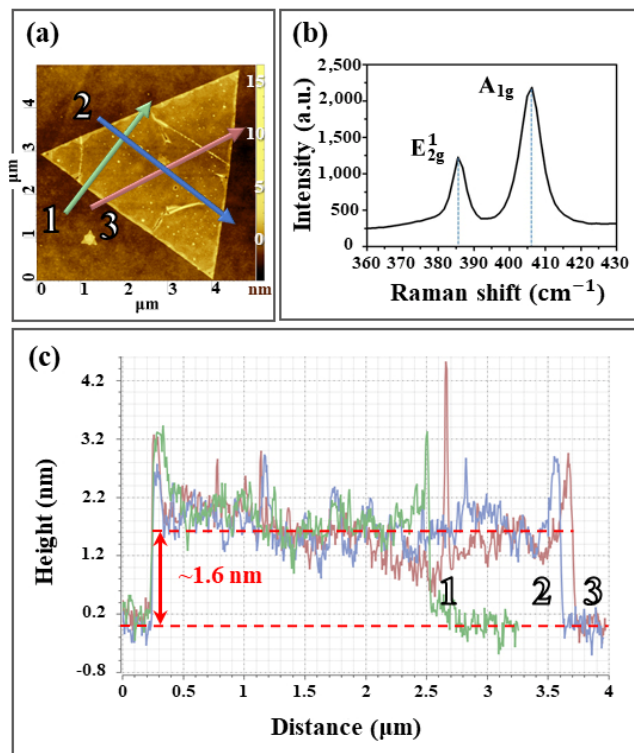 (a)
15
10
5
0
nm
4
3
2
1
0
μm
0
1
2
3
4
μm
1
2
3
(b)
2,500
2,000
1,500
1,000
500
0
Intensity (a.u.)
E¹₂g
A₁g
360 370 380 390 400 410 420 430
Raman shift (cm⁻¹)
(c)
4.2
3.2
2.2
1.2
0.2
-0.8
Height (nm)
~1.6 nm
1 2 3
0 0.5 1 1.5 2 2.5 3 3.5 4
Distance (μm)